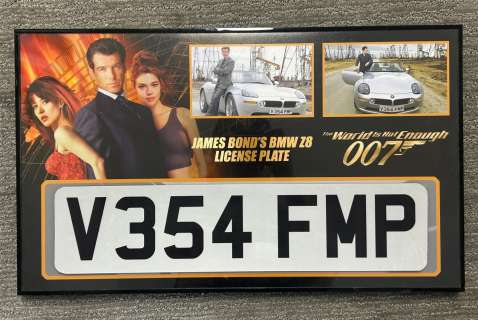 JAMES BOND'S BMW Z8
LICENSE PLATE
The World Is Not Enough
007
V354 FMP